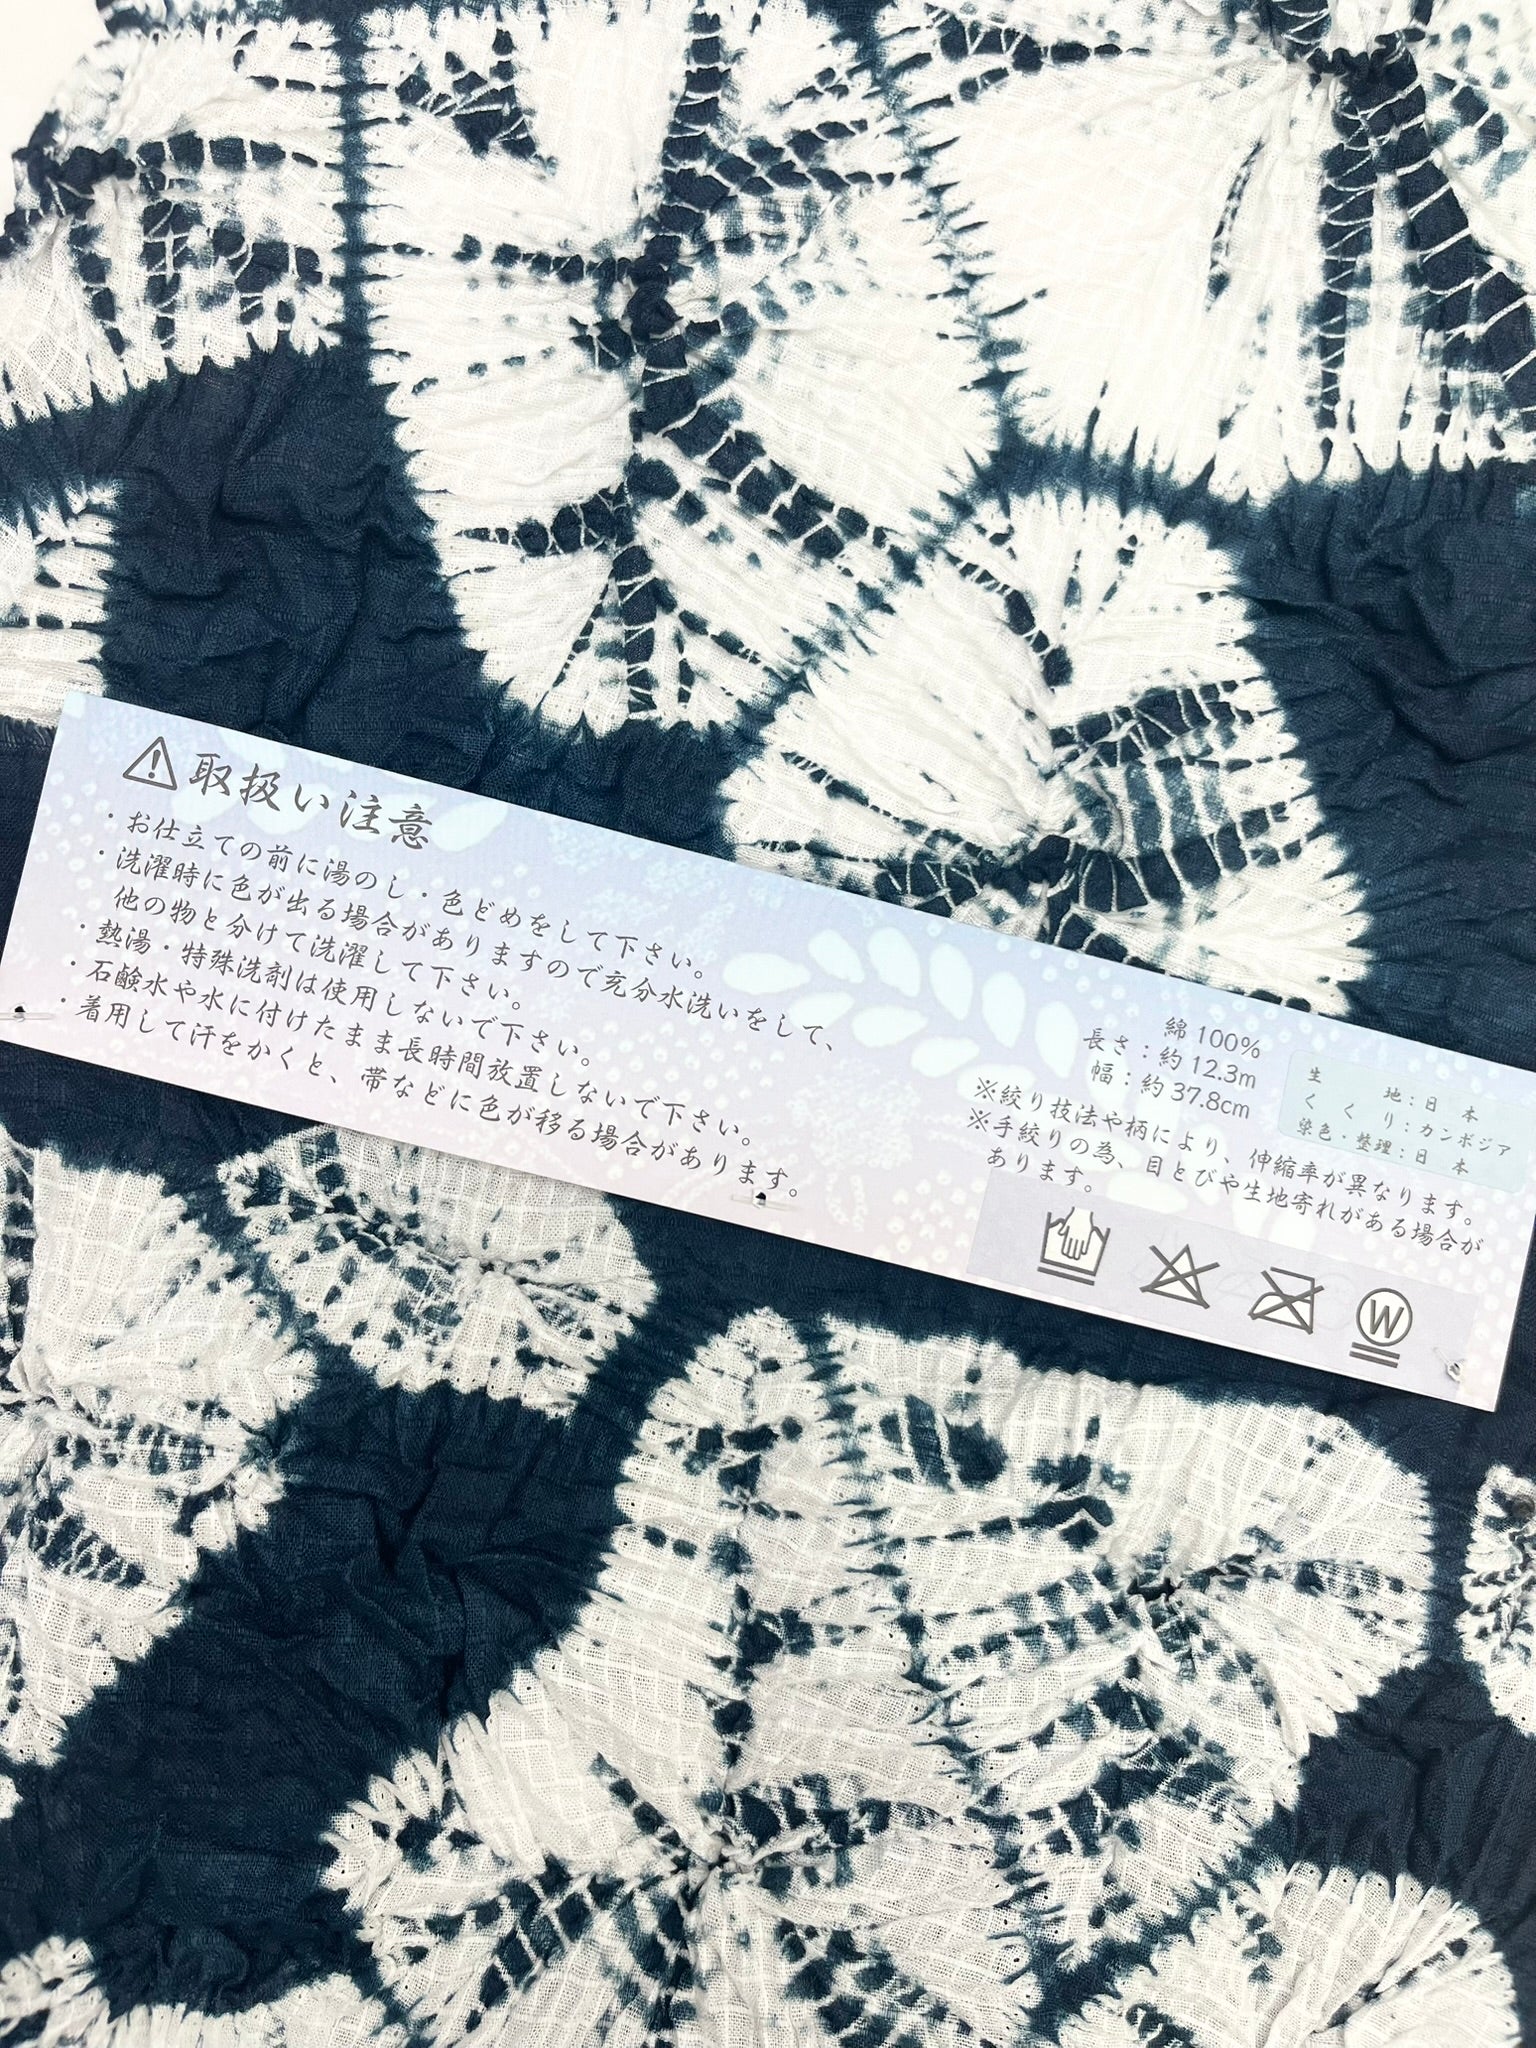 取扱い注意
・お仕立ての前に湯のし・色どめをして下さい。
・洗濯時に色が出る場合がありますので充分水洗いをして、
他の物と分けて洗濯して下さい。
・熱湯・特殊洗剤は使用しないで下さい。
・石鹸水や水に付けたまま長時間放置しないで下さい。
・着用して汗をかくと、帯などに色が移る場合があります。
綿100%
長さ：約12.3m
幅：約37.8cm
※絞り技法や柄により、伸縮率が異なります。
※手絞りの為、目とびや生地寄れがある場合が
あります。
生地：日本
くくり：カンボジア
染色・整理：日本
W